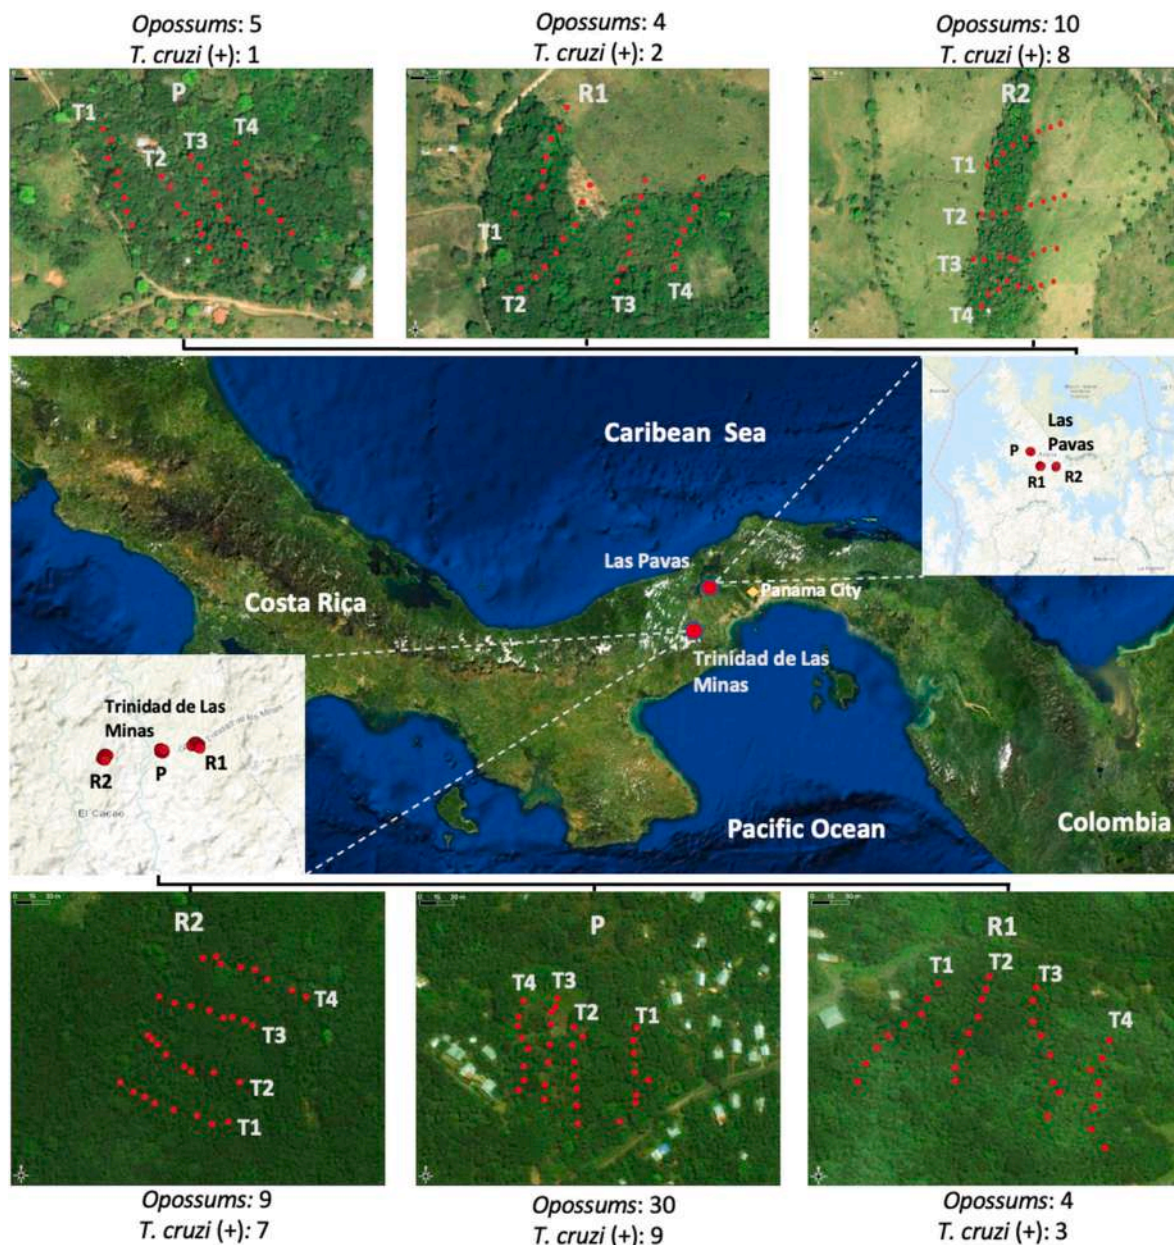 Opossums: 5
T. cruzi (+): 1
Opossums: 4
T. cruzi (+): 2
Opossums: 10
T. cruzi (+): 8
P
T1
T2
T3
T4
R1
T1
T2
T3
T4
R2
T1
T2
T3
T4
Caribean Sea
Las Pavas
Costa Rica
Panama City
Trinidad de Las
Minas
Pacific Ocean
Colombia
Las
Pavas
P
R1
R2
Trinidad de Las
Minas
Trinidad de las Minas
R2
P
R1
El Cacao
R2
T4
T3
T2
T1
P
T4
T3
T2
T1
R1
T1
T2
T3
T4
Opossums: 9
T. cruzi (+): 7
Opossums: 30
T. cruzi (+): 9
Opossums: 4
T. cruzi (+): 3